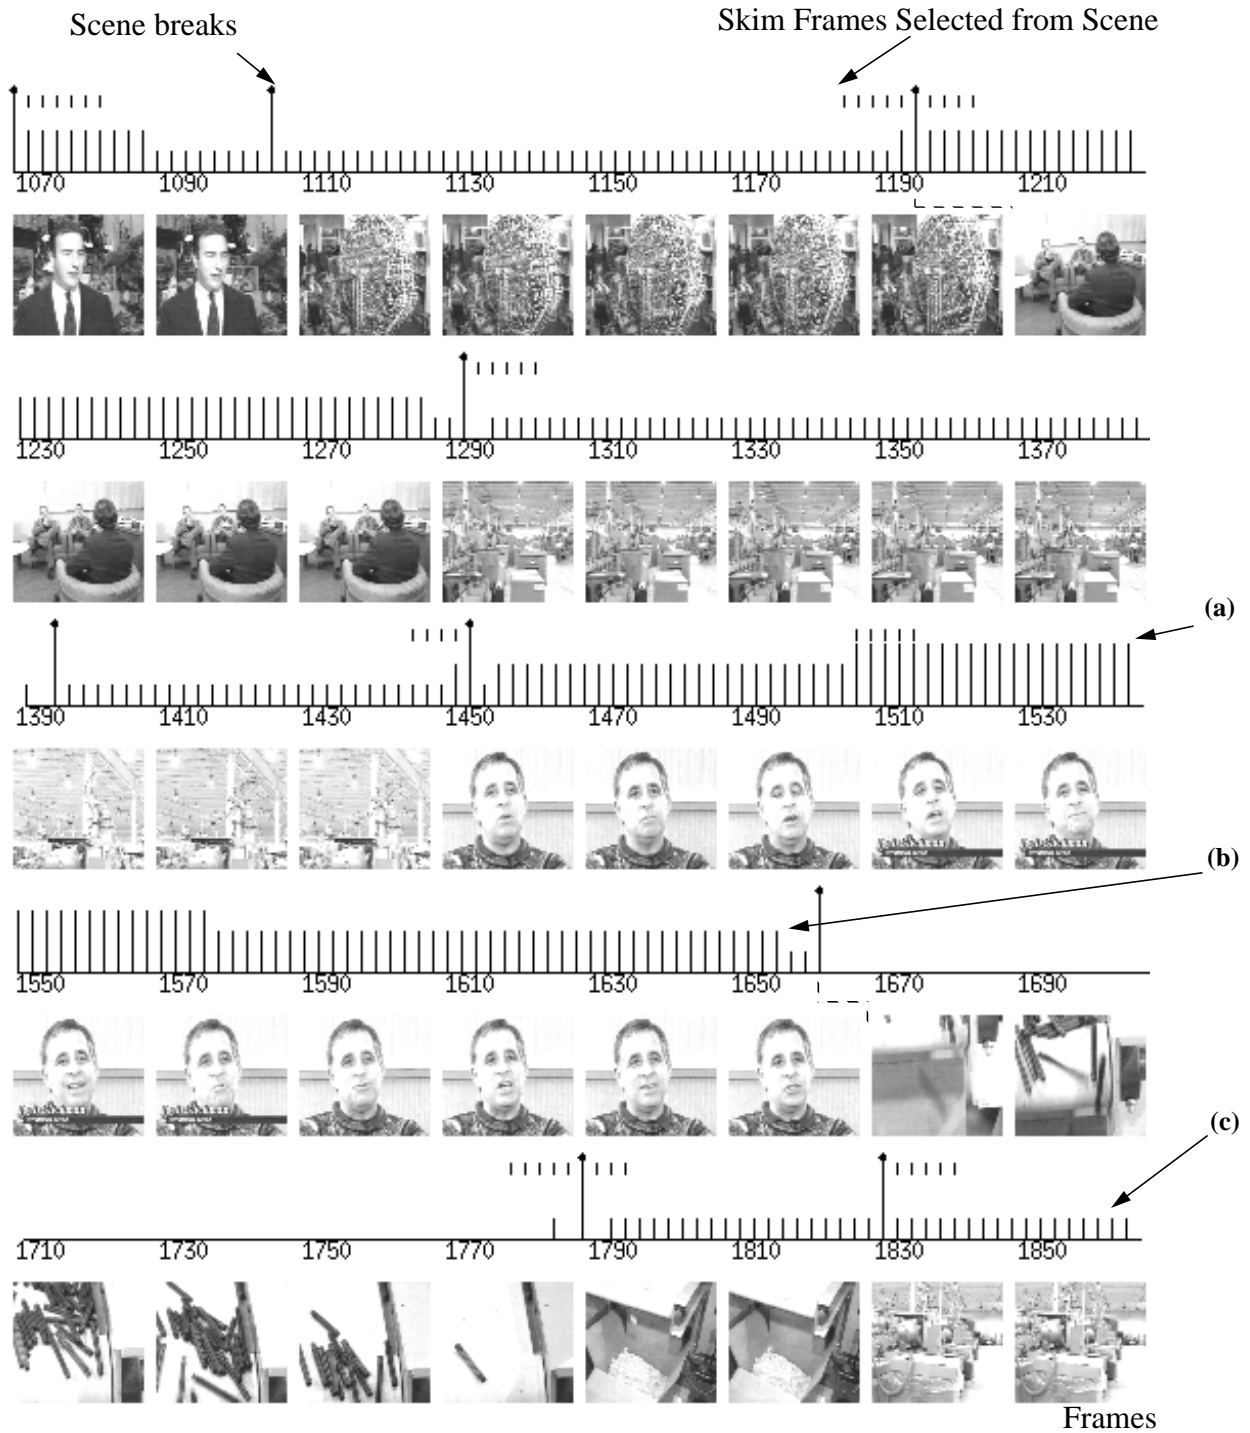 Scene breaks
Skim Frames Selected from Scene
1070 1090 1110 1130 1150 1170 1190 1210
1230 1250 1270 1290 1310 1330 1350 1370
(a)
1390 1410 1430 1450 1470 1490 1510 1530
(b)
1550 1570 1590 1610 1630 1650 1670 1690
(c)
1710 1730 1750 1770 1790 1810 1830 1850
Frames